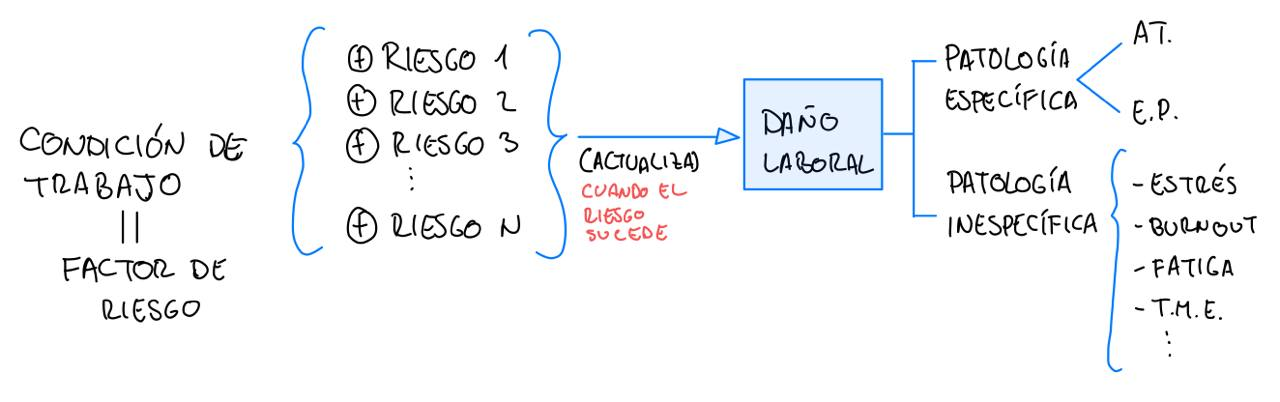 CONDICIÓN DE
TRABAJO
||
FACTOR DE
RIESGO
⊕ RIESGO 1
⊕ RIESGO 2
⊕ RIESGO 3
⋮
⊕ RIESGO N
(ACTUALIZA)
CUANDO EL
RIESGO
SUCEDE
DAÑO
LABORAL
PATOLOGÍA
ESPECÍFICA
AT.
E.P.
PATOLOGÍA
INESPECÍFICA
- ESTRÉS
- BURNOUT
- FATIGA
- T.M.E.
⋮